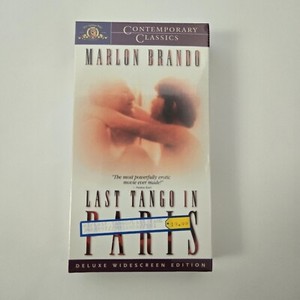 CONTEMPORARY
CLASSICS
MARLON BRANDO
"The most powerfully erotic
movie ever made!"
LAST TANGO IN
PARIS
DELUXE WIDESCREEN EDITION